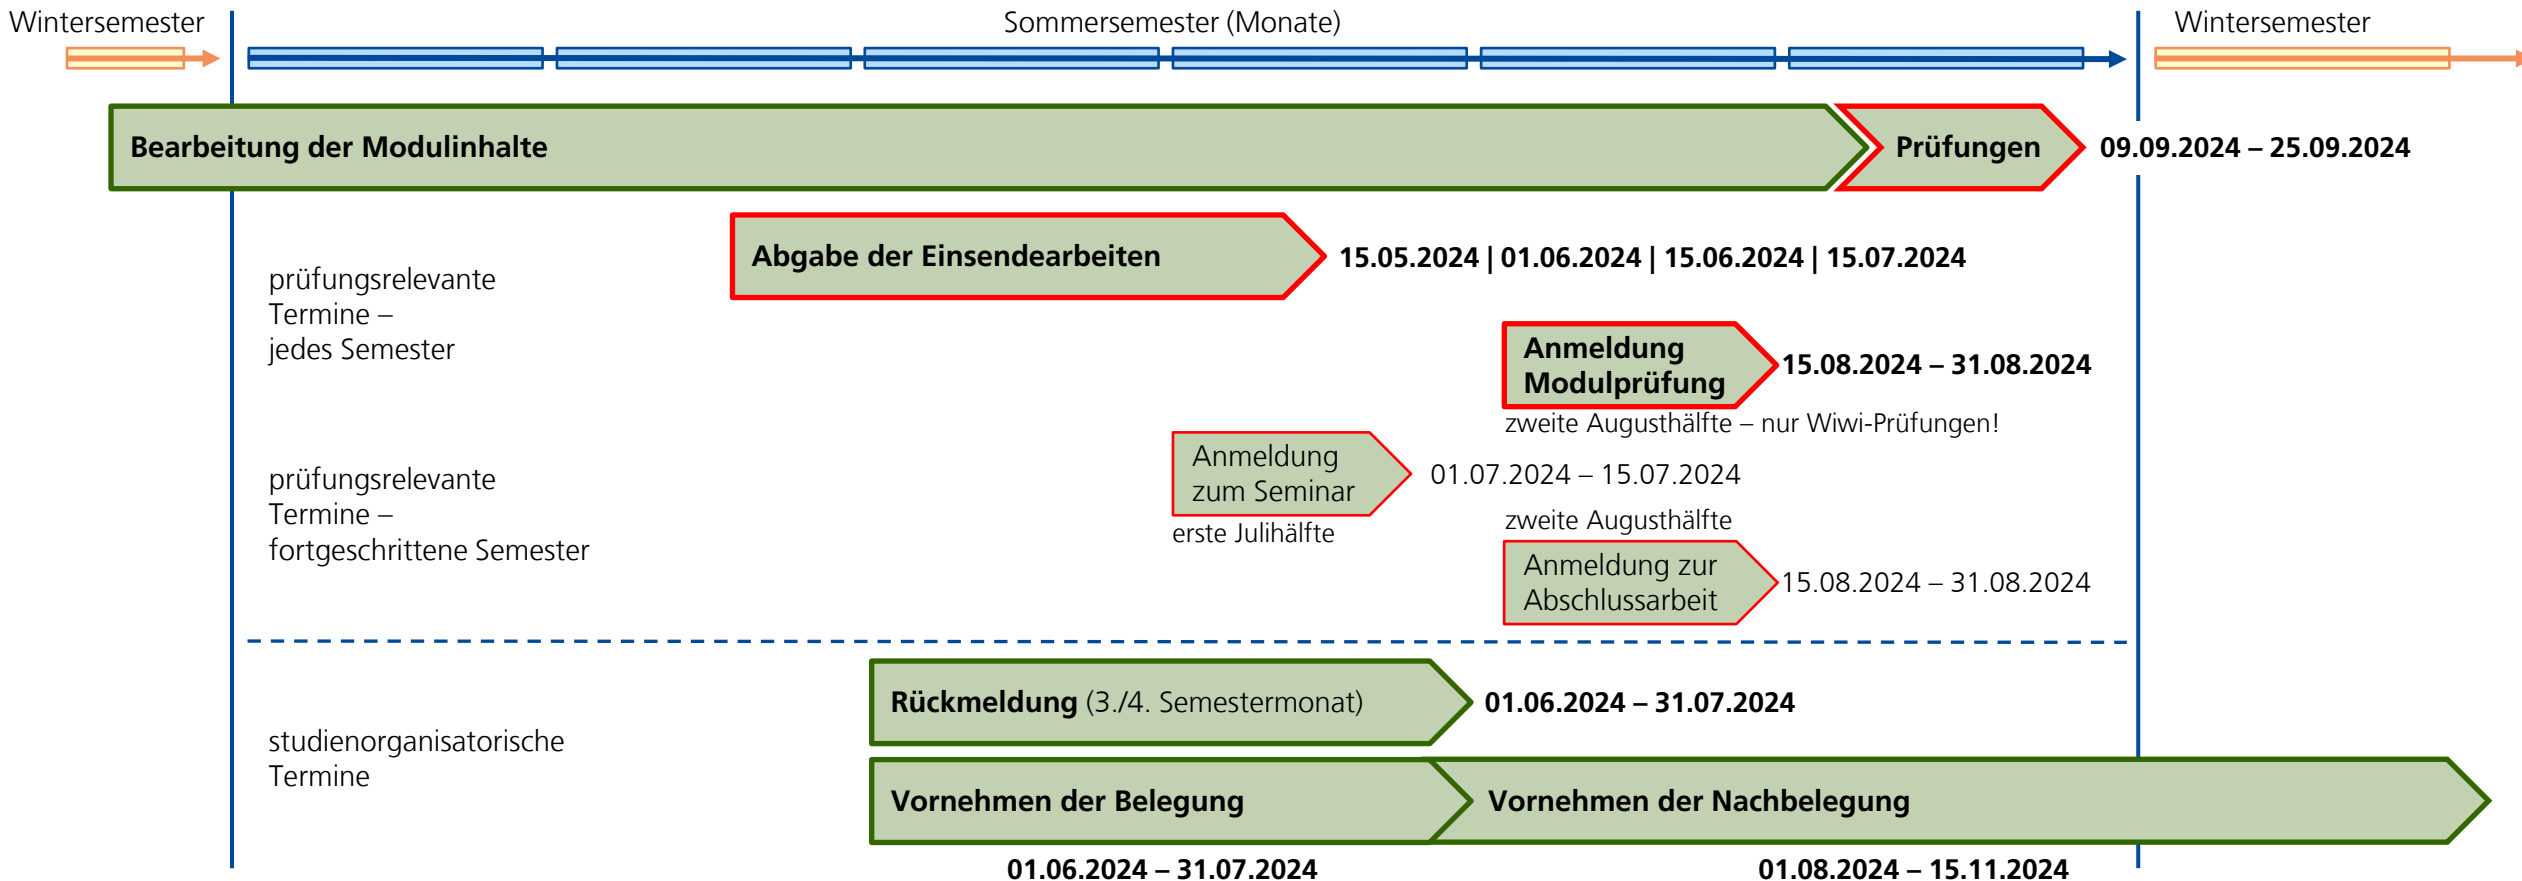 Wintersemester
Sommersemester (Monate)
Wintersemester
Bearbeitung der Modulinhalte
Prüfungen
09.09.2024 – 25.09.2024
Abgabe der Einsendearbeiten
15.05.2024 | 01.06.2024 | 15.06.2024 | 15.07.2024
prüfungsrelevante
Termine –
jedes Semester
Anmeldung
Modulprüfung
15.08.2024 – 31.08.2024
zweite Augusthälfte – nur Wiwi-Prüfungen!
prüfungsrelevante
Termine –
fortgeschrittene Semester
Anmeldung
zum Seminar
01.07.2024 – 15.07.2024
erste Julihälfte
zweite Augusthälfte
Anmeldung zur
Abschlussarbeit
15.08.2024 – 31.08.2024
Rückmeldung (3./4. Semestermonat)
01.06.2024 – 31.07.2024
studienorganisatorische
Termine
Vornehmen der Belegung
Vornehmen der Nachbelegung
01.06.2024 – 31.07.2024
01.08.2024 – 15.11.2024